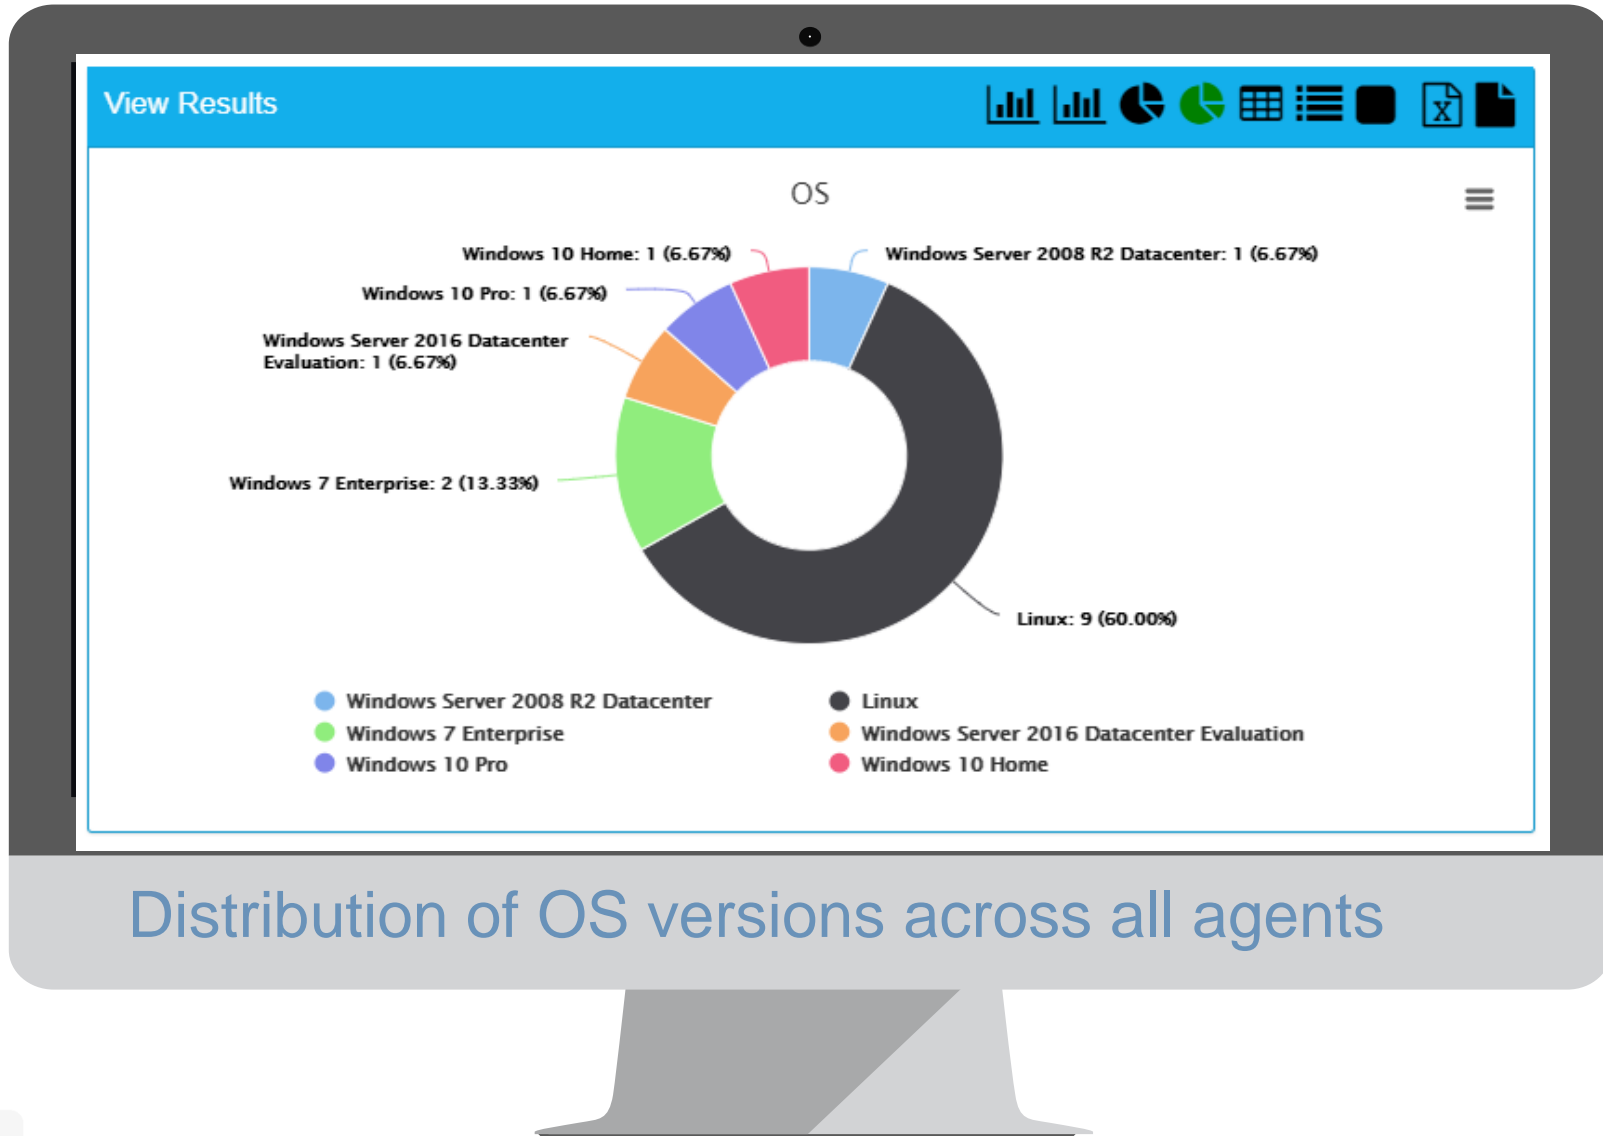 View Results
X
OS
Windows 10 Home: 1 (6.67%)
Windows Server 2008 R2 Datacenter: 1 (6.67%)
Windows 10 Pro: 1 (6.67%)
Windows Server 2016 Datacenter
Evaluation: 1 (6.67%)
Windows 7 Enterprise: 2 (13.33%)
Linux: 9 (60.00%)
Windows Server 2008 R2 Datacenter
Linux
Windows 7 Enterprise
Windows Server 2016 Datacenter Evaluation
Windows 10 Pro
Windows 10 Home
Distribution of OS versions across all agents